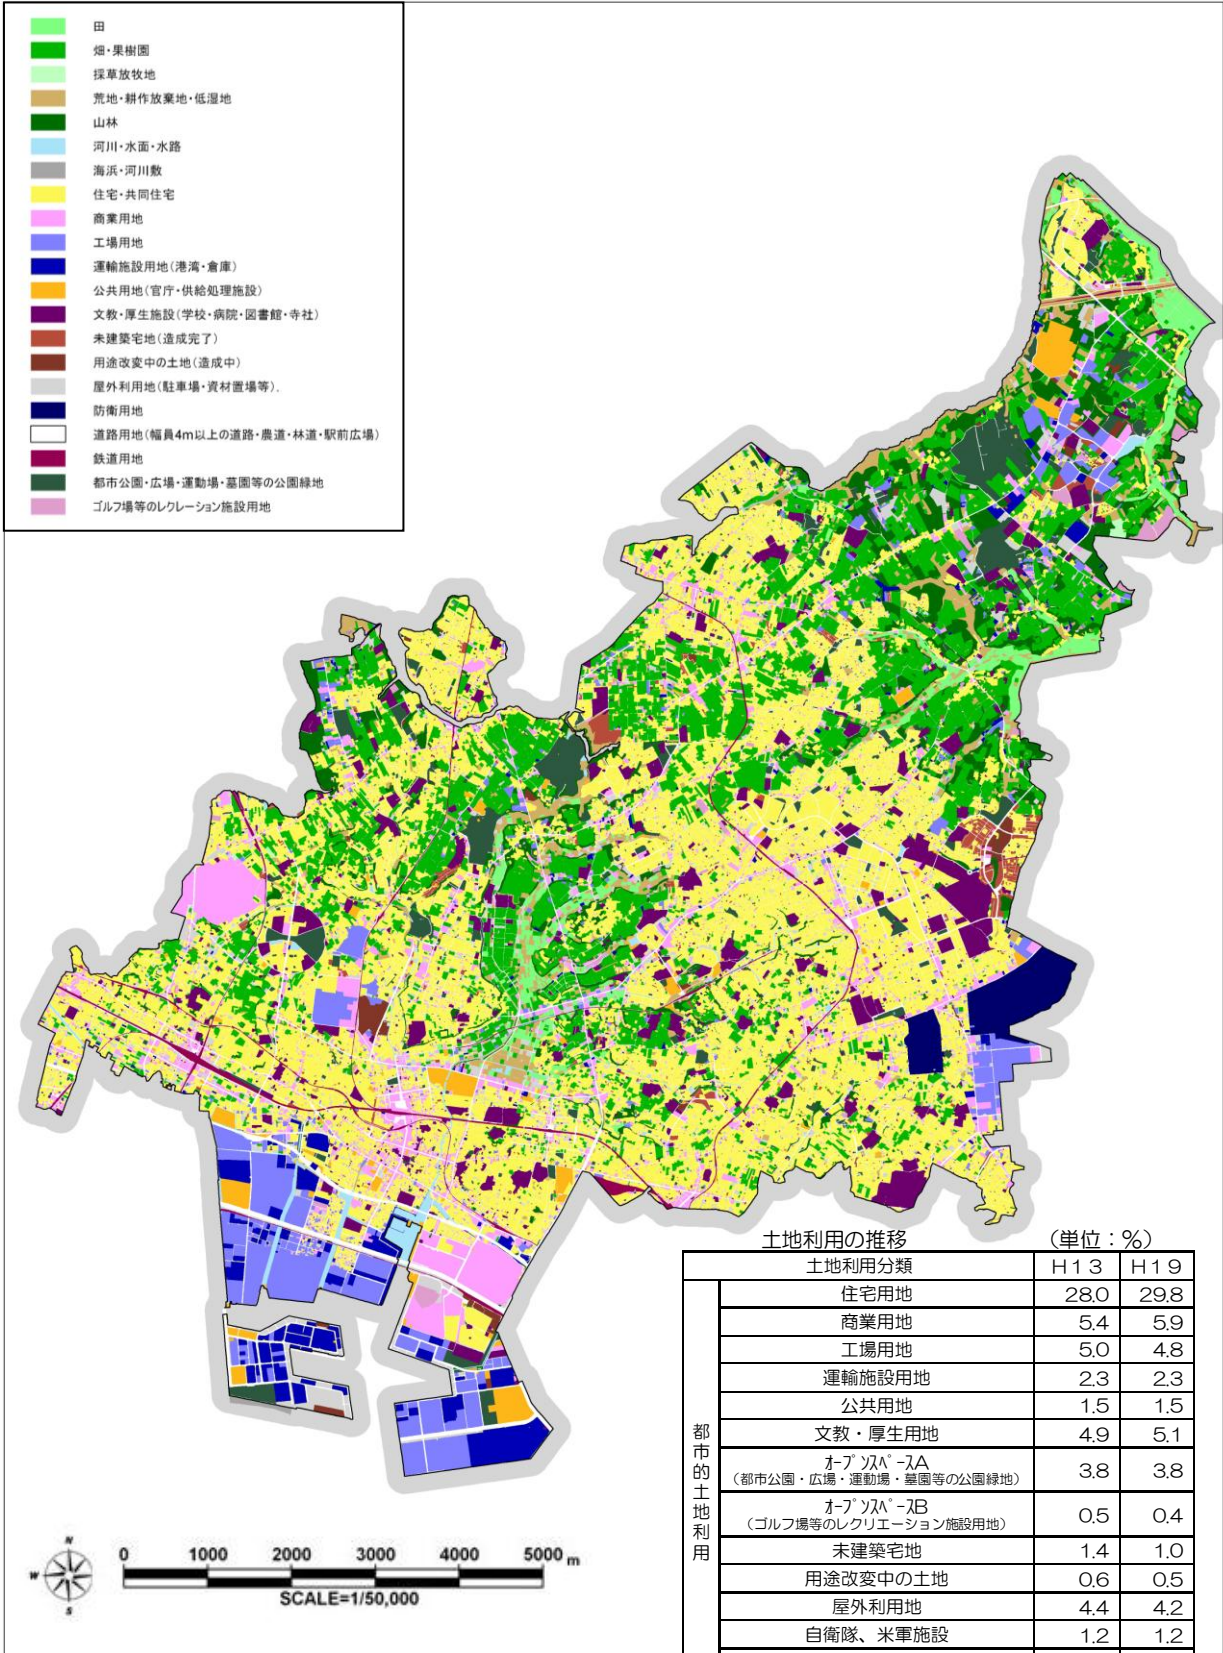 田
畑・果樹園
採草放牧地
荒地・耕作放棄地・低湿地
山林
河川・水面・水路
海浜・河川敷
住宅・共同住宅
商業用地
工場用地
運輸施設用地(港湾・倉庫)
公共用地(官庁・供給処理施設)
文教・厚生施設(学校・病院・図書館・寺社)
未建築宅地(造成完了)
用途改変中の土地(造成中)
屋外利用地(駐車場・資材置場等).
防衛用地
道路用地(幅員4m以上の道路・農道・林道・駅前広場)
鉄道用地
都市公園・広場・運動場・墓園等の公園緑地
ゴルフ場等のレクレーション施設用地
土地利用の推移 (単位:%)
土地利用分類 H13 H19
都市的土地利用
住宅用地 28.0 29.8
商業用地 5.4 5.9
工場用地 5.0 4.8
運輸施設用地 2.3 2.3
公共用地 1.5 1.5
文教・厚生用地 4.9 5.1
オープンスペースA
(都市公園・広場・運動場・墓園等の公園緑地) 3.8 3.8
オープンスペースB
(ゴルフ場等のレクリエーション施設用地) 0.5 0.4
未建築宅地 1.4 1.0
用途改変中の土地 0.6 0.5
屋外利用地 4.4 4.2
自衛隊、米軍施設 1.2 1.2
N
W
S
0 1000 2000 3000 4000 5000 m
SCALE=1/50,000